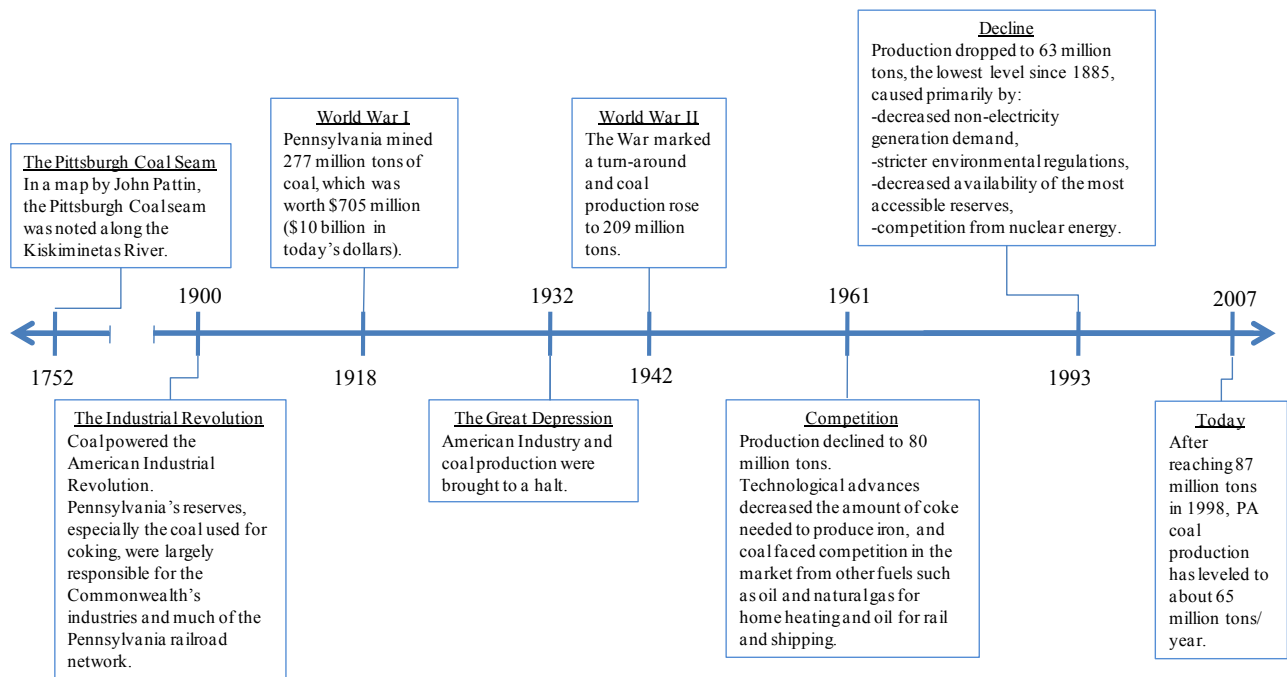 The Pittsburgh Coal Seam
In a map by John Pattin,
the Pittsburgh Coal seam
was noted along the
Kiskiminetas River.
World War I
Pennsylvania mined
277 million tons of
coal, which was
worth $705 million
($10 billion in
today's dollars).
World War II
The War marked
a turn-around
and coal
production rose
to 209 million
tons.
Decline
Production dropped to 63 million
tons, the lowest level since 1885,
caused primarily by:
-decreased non-electricity
generation demand,
-stricter environmental regulations,
-decreased availability of the most
accessible reserves,
-competition from nuclear energy.
1900
1932
1961
2007
1752
1918
1942
1993
The Industrial Revolution
Coal powered the
American Industrial
Revolution.
Pennsylvania's reserves,
especially the coal used for
coking, were largely
responsible for the
Commonwealth's
industries and much of the
Pennsylvania railroad
network.
The Great Depression
American Industry and
coal production were
brought to a halt.
Competition
Production declined to 80
million tons.
Technological advances
decreased the amount of coke
needed to produce iron, and
coal faced competition in the
market from other fuels such
as oil and natural gas for
home heating and oil for rail
and shipping.
Today
After
reaching 87
million tons
in 1998, PA
coal
production
has leveled to
about 65
million tons/
year.